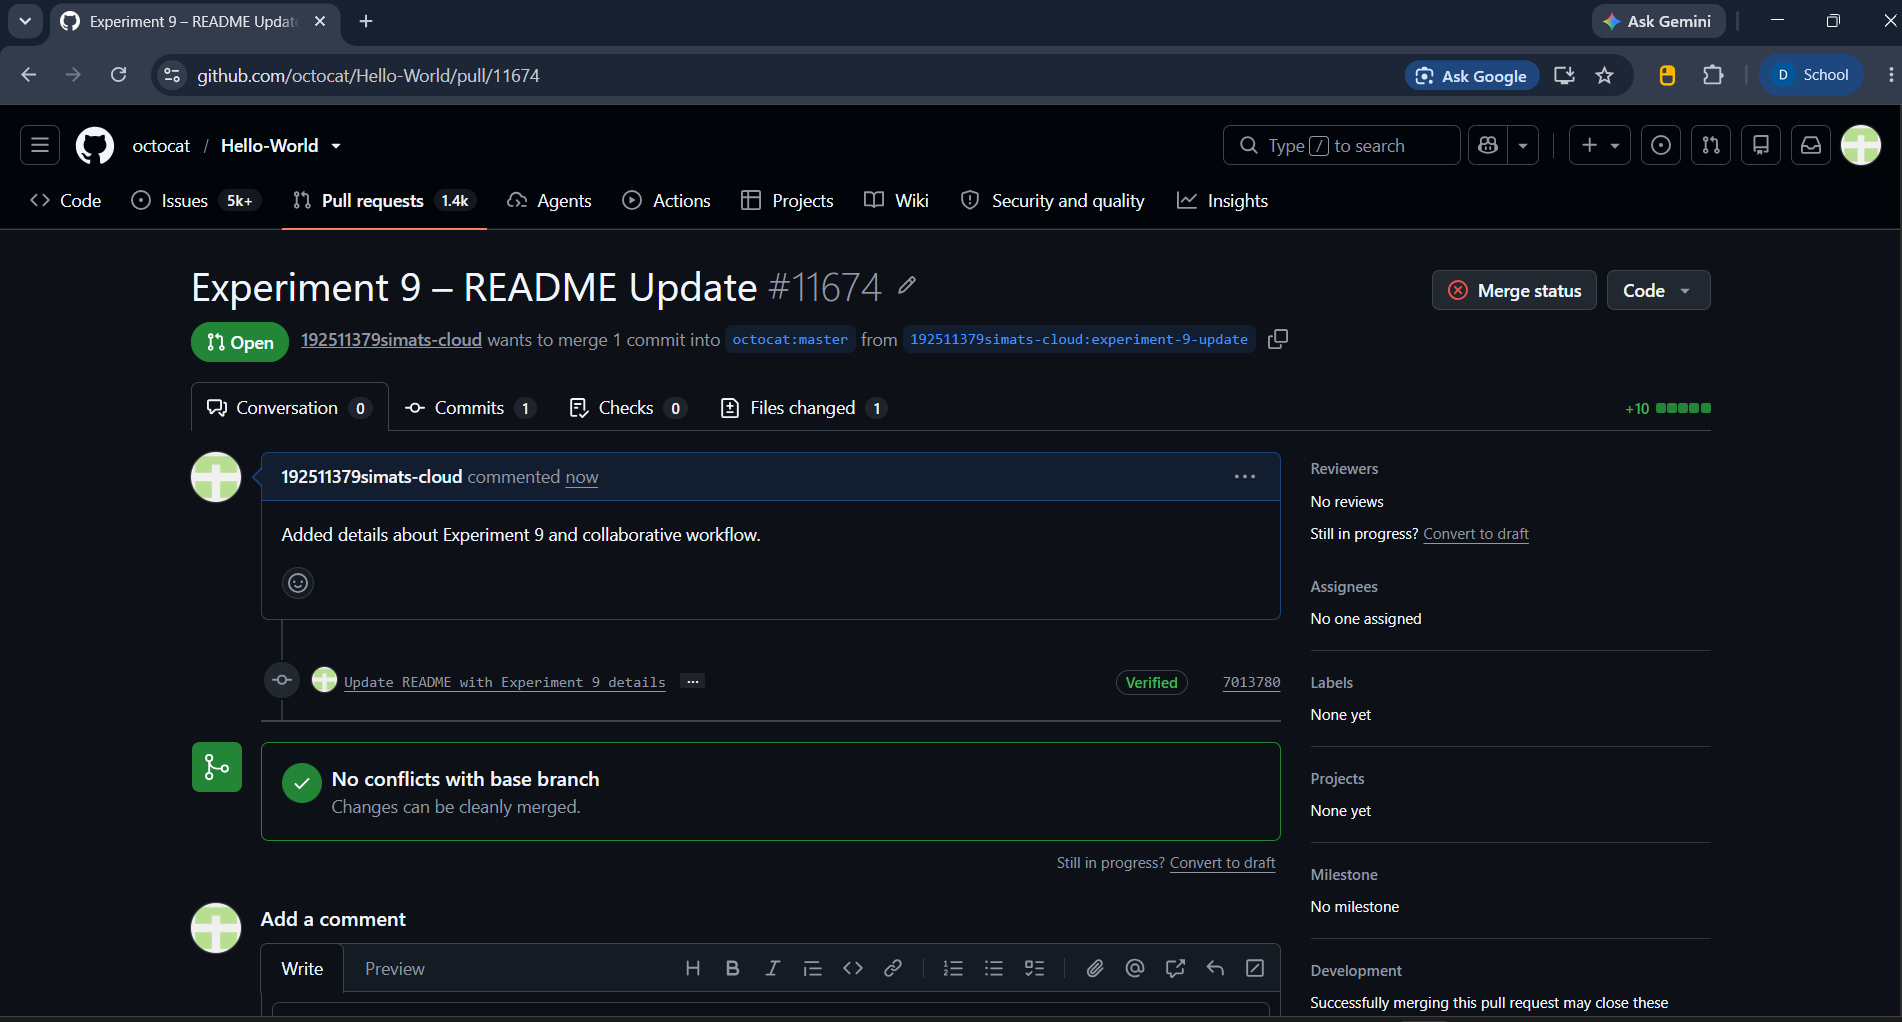 Experiment 9 – README Updat
Ask Gemini
github.com/octocat/Hello-World/pull/11674
Ask Google
D School
octocat / Hello-World
Type / to search
Code
Issues 5k+
Pull requests 1.4k
Agents
Actions
Projects
Wiki
Security and quality
Insights
Experiment 9 – README Update #11674
Merge status
Code
Open
192511379simats-cloud wants to merge 1 commit into octocat:master from 192511379simats-cloud:experiment-9-update
Conversation 0
Commits 1
Checks 0
Files changed 1
+10
192511379simats-cloud commented now
Added details about Experiment 9 and collaborative workflow.
Update README with Experiment 9 details ...
Verified
7013780
No conflicts with base branch
Changes can be cleanly merged.
Still in progress? Convert to draft
Add a comment
Write
Preview
Reviewers
No reviews
Still in progress? Convert to draft
Assignees
No one assigned
Labels
None yet
Projects
None yet
Milestone
No milestone
Development
Successfully merging this pull request may close these